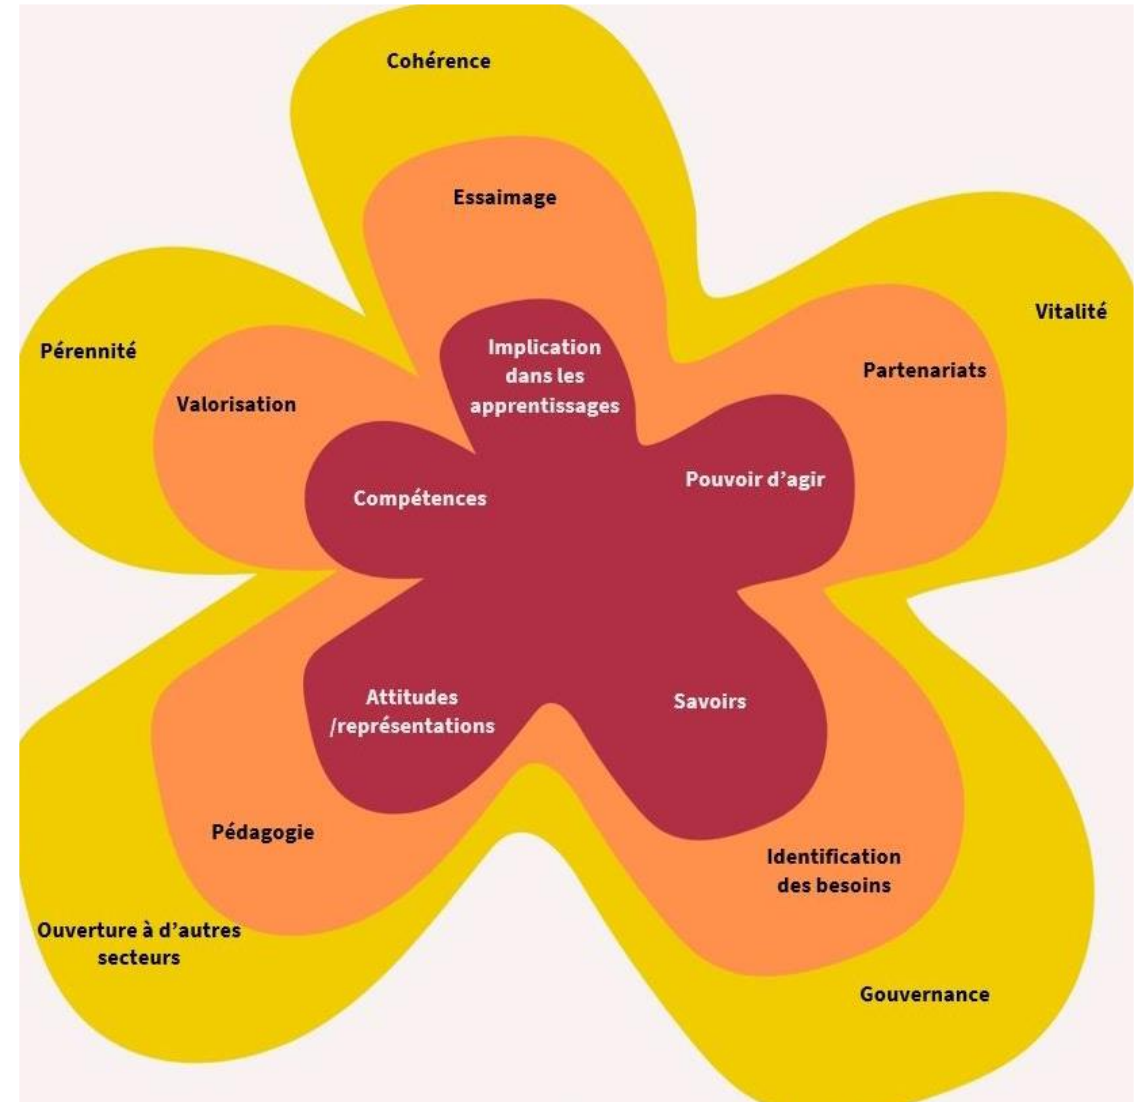 Cohérence
Essaimage
Vitalité
Implication
dans les
apprentissages
Pérennité
Partenariats
Valorisation
Pouvoir d’agir
Compétences
Attitudes
/représentations
Savoirs
Pédagogie
Identification
des besoins
Ouverture à d’autres
secteurs
Gouvernance